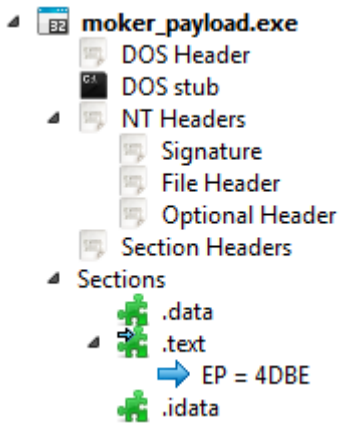 moker_payload.exe
DOS Header
DOS stub
NT Headers
Signature
File Header
Optional Header
Section Headers
Sections
.data
.text
EP = 4DBE
.idata